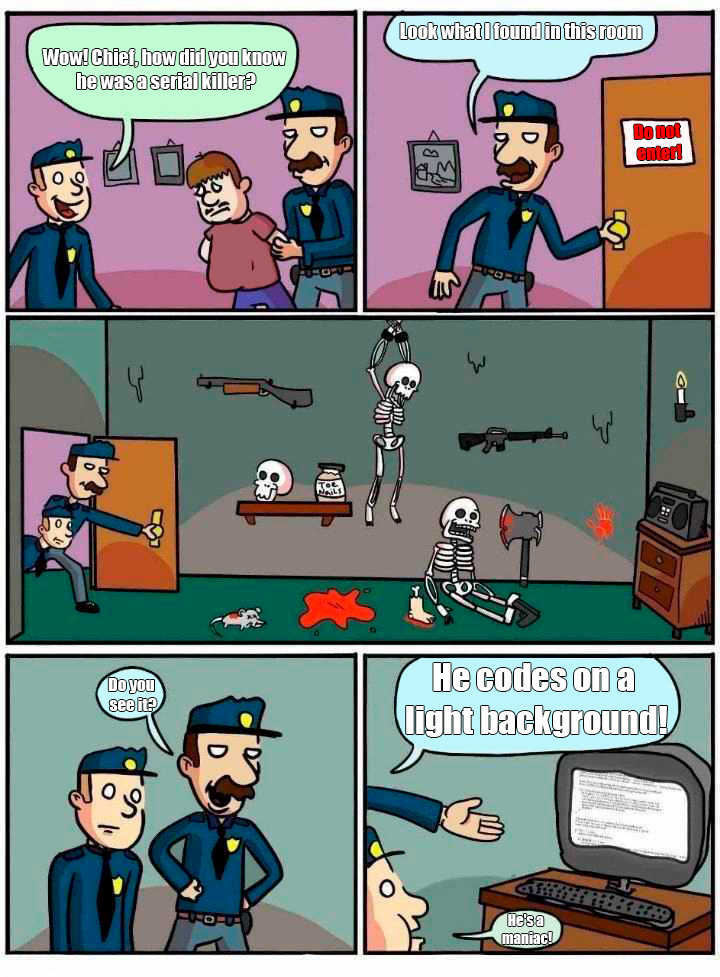 Wow! Chief, how did you know
he was a serial killer?
Look what I found in this room
Do not
enter!
Toe
Nails
Do you
see it?
He codes on a
light background!
He's a
maniac!